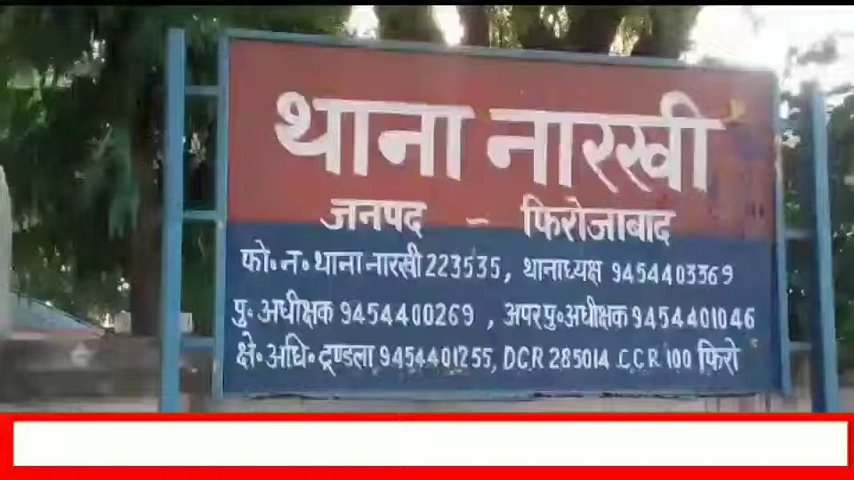 थाना नारखी
जनपद - फिरोजाबाद
फो॰ न॰ थाना नारखी 223535, थानाध्यक्ष 9454403369
पु॰ अधीक्षक 9454400269 , अपर पु॰ अधीक्षक 9454401046
क्षे॰ अधि॰ टूण्डला 9454401255, DCR 285014 CCR 100 फिरो